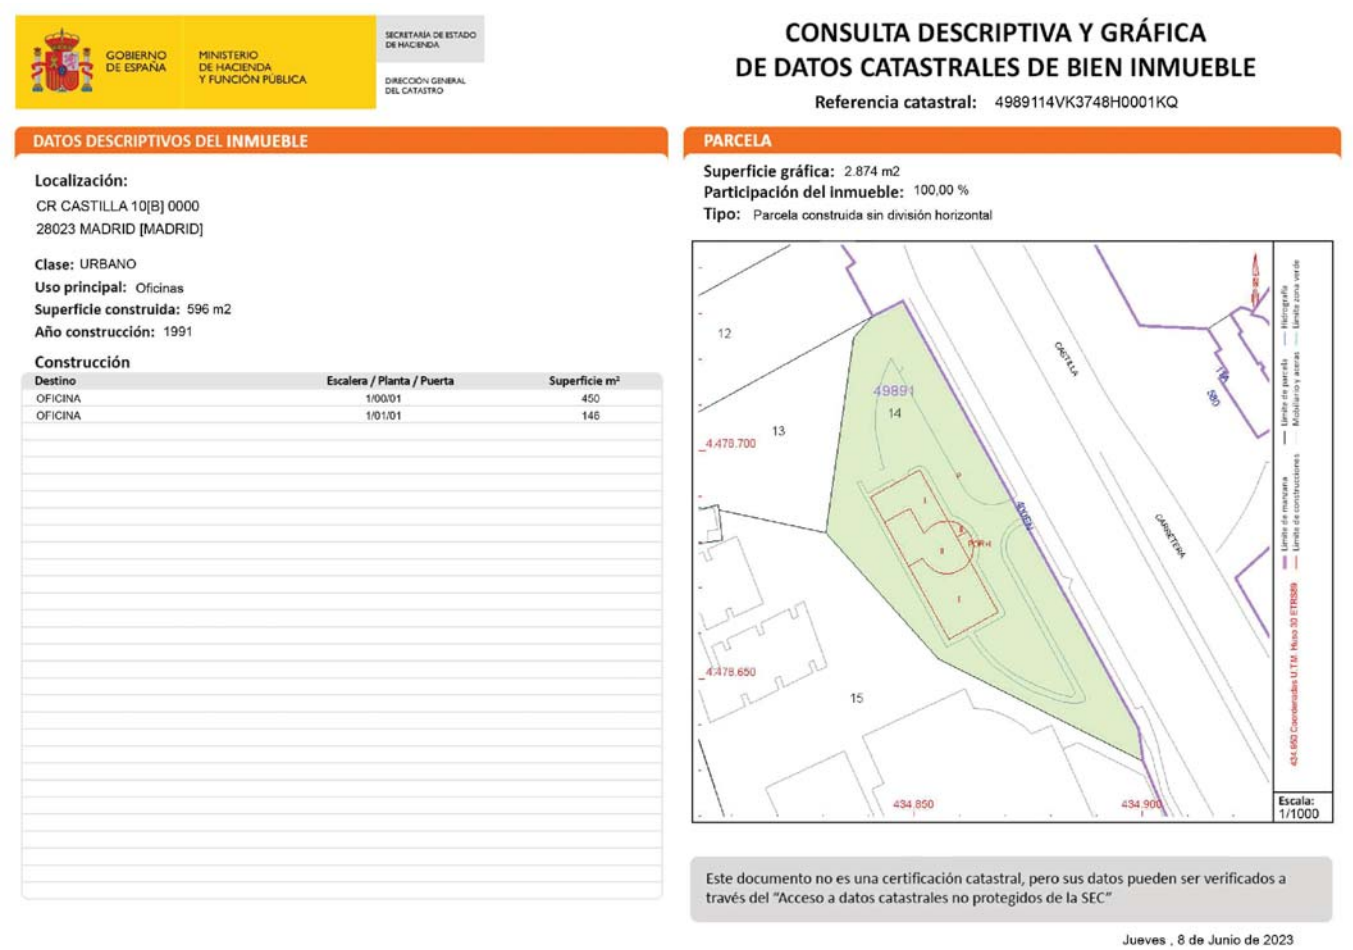 GOBIERNO
DE ESPAÑA
MINISTERIO
DE HACIENDA
Y FUNCIÓN PÚBLICA
SECRETARÍA DE ESTADO
DE HACIENDA
DIRECCIÓN GENERAL
DEL CATASTRO
CONSULTA DESCRIPTIVA Y GRÁFICA
DE DATOS CATASTRALES DE BIEN INMUEBLE
Referencia catastral: 4989114VK3748H0001KQ
DATOS DESCRIPTIVOS DEL INMUEBLE
Localización:
CR CASTILLA 10[B] 0000
28023 MADRID [MADRID]
Clase: URBANO
Uso principal: Oficinas
Superficie construida: 596 m2
Año construcción: 1991
Construcción
Destino Escalera / Planta / Puerta Superficie m²
OFICINA 1/00/01 450
OFICINA 1/01/01 146
PARCELA
Superficie gráfica: 2.874 m2
Participación del inmueble: 100,00 %
Tipo: Parcela construida sin división horizontal
12
CASTILLA
580
49891
14
13
4.478.700
I
P
II
POR+I
II
I
CARRETERA
4.478.650
15
434.850
434.900
Hidrografía
Límite zona verde
Límite de parcela
Mobiliario y aceras
Límite de manzana
Límite de construcciones
434.950 Coordenadas U.T.M. Huso 30 ETRS89
Escala:
1/1000
Este documento no es una certificación catastral, pero sus datos pueden ser verificados a
través del "Acceso a datos catastrales no protegidos de la SEC"
Jueves , 8 de Junio de 2023